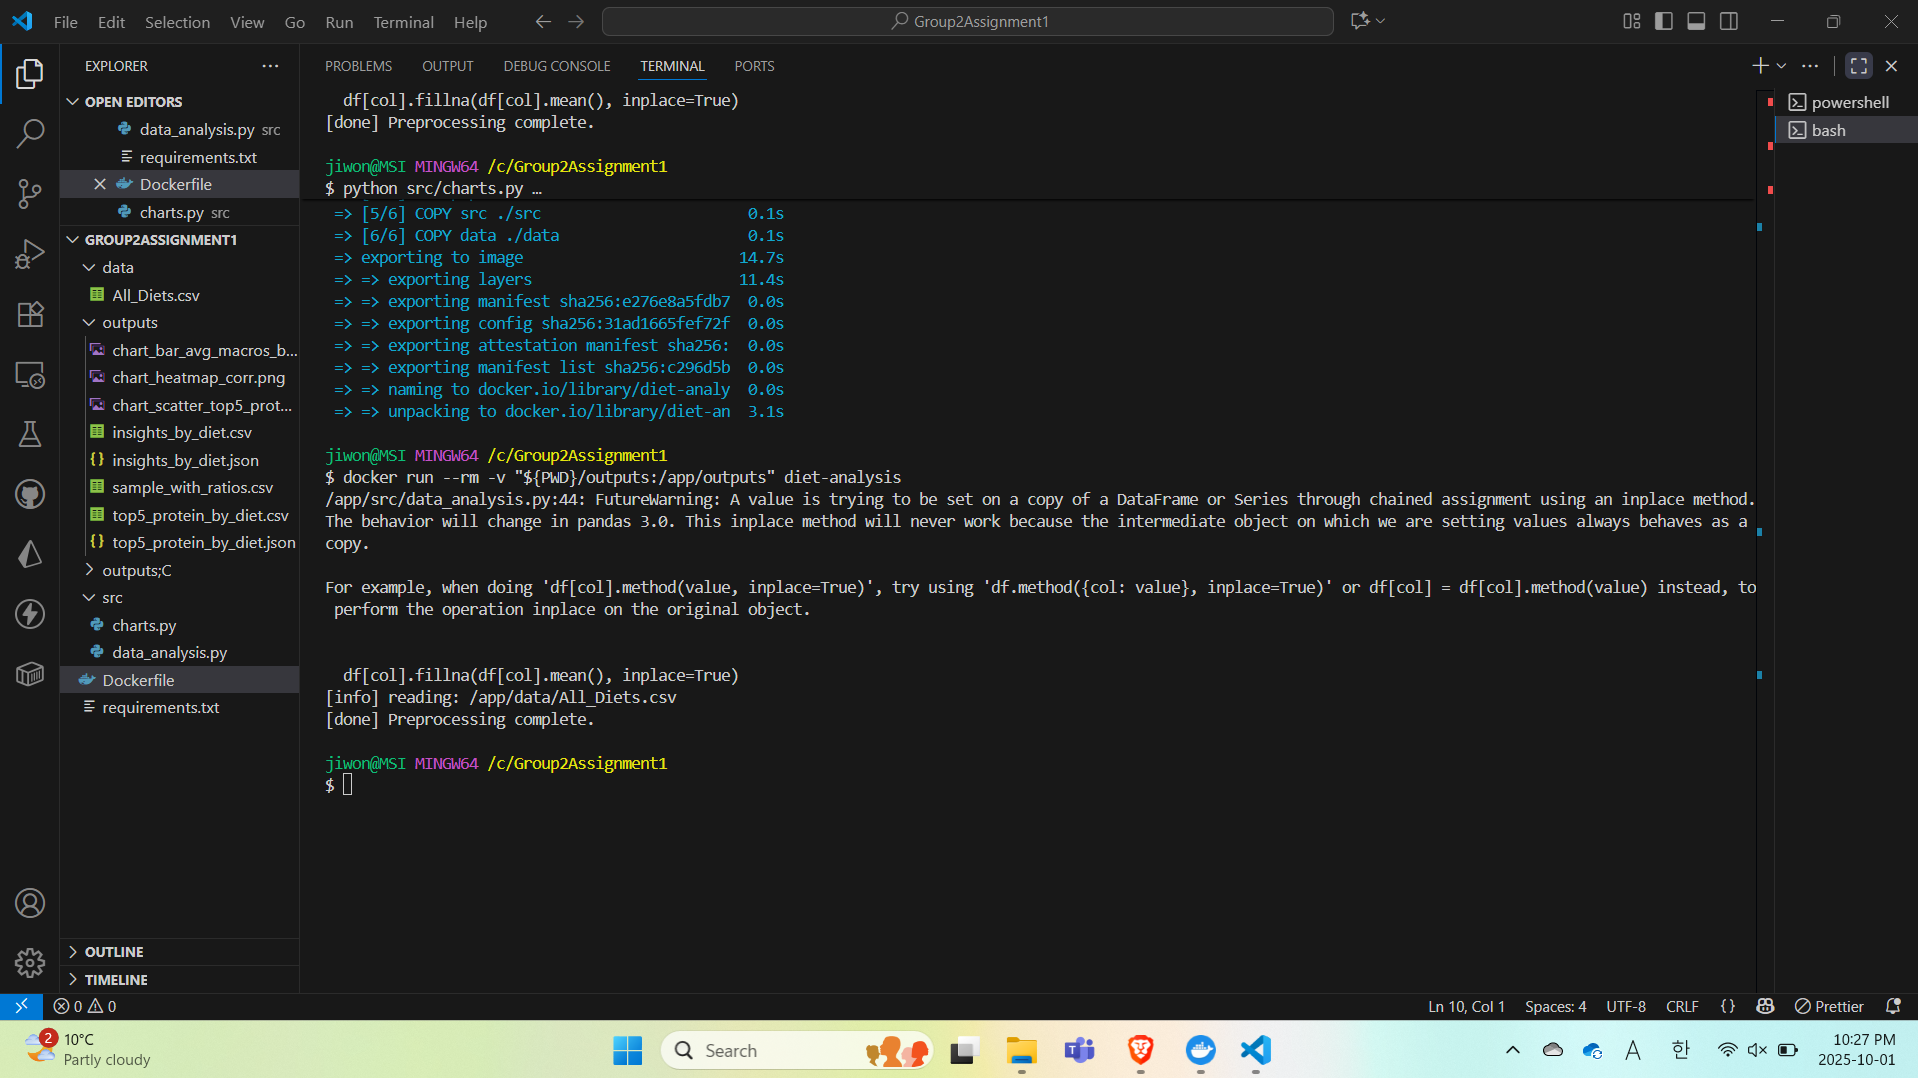 File Edit Selection View Go Run Terminal Help
Group2Assignment1
EXPLORER
OPEN EDITORS
data_analysis.py src
requirements.txt
Dockerfile
charts.py src
GROUP2ASSIGNMENT1
data
All_Diets.csv
outputs
chart_bar_avg_macros_b...
chart_heatmap_corr.png
chart_scatter_top5_prot...
insights_by_diet.csv
insights_by_diet.json
sample_with_ratios.csv
top5_protein_by_diet.csv
top5_protein_by_diet.json
outputs;C
src
charts.py
data_analysis.py
Dockerfile
requirements.txt
OUTLINE
TIMELINE
PROBLEMS OUTPUT DEBUG CONSOLE TERMINAL PORTS
df[col].fillna(df[col].mean(), inplace=True)
[done] Preprocessing complete.
jiwon@MSI MINGW64 /c/Group2Assignment1
$ python src/charts.py …
=> [5/6] COPY src ./src 0.1s
=> [6/6] COPY data ./data 0.1s
=> exporting to image 14.7s
=> => exporting layers 11.4s
=> => exporting manifest sha256:e276e8a5fdb7 0.0s
=> => exporting config sha256:31ad1665fef72f 0.0s
=> => exporting attestation manifest sha256: 0.0s
=> => exporting manifest list sha256:c296d5b 0.0s
=> => naming to docker.io/library/diet-analy 0.0s
=> => unpacking to docker.io/library/diet-an 3.1s
jiwon@MSI MINGW64 /c/Group2Assignment1
$ docker run --rm -v "${PWD}/outputs:/app/outputs" diet-analysis
/app/src/data_analysis.py:44: FutureWarning: A value is trying to be set on a copy of a DataFrame or Series through chained assignment using an inplace method.
The behavior will change in pandas 3.0. This inplace method will never work because the intermediate object on which we are setting values always behaves as a
copy.
For example, when doing 'df[col].method(value, inplace=True)', try using 'df.method({col: value}, inplace=True)' or df[col] = df[col].method(value) instead, to
perform the operation inplace on the original object.
df[col].fillna(df[col].mean(), inplace=True)
[info] reading: /app/data/All_Diets.csv
[done] Preprocessing complete.
jiwon@MSI MINGW64 /c/Group2Assignment1
$
powershell
bash
0 0
Ln 10, Col 1 Spaces: 4 UTF-8 CRLF {} Prettier
2
10°C
Partly cloudy
Search
A 한
10:27 PM
2025-10-01